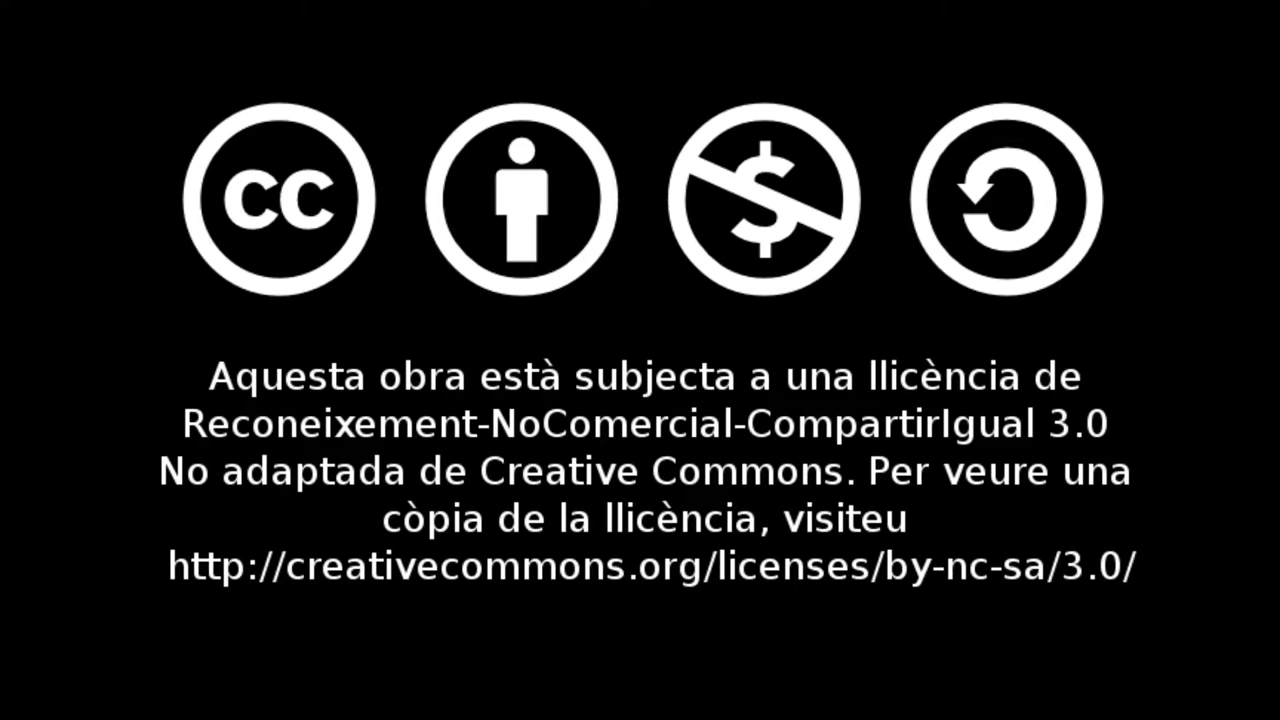 cc
Aquesta obra està subjecta a una llicència de
Reconeixement-NoComercial-CompartirIgual 3.0
No adaptada de Creative Commons. Per veure una
còpia de la llicència, visiteu
http://creativecommons.org/licenses/by-nc-sa/3.0/